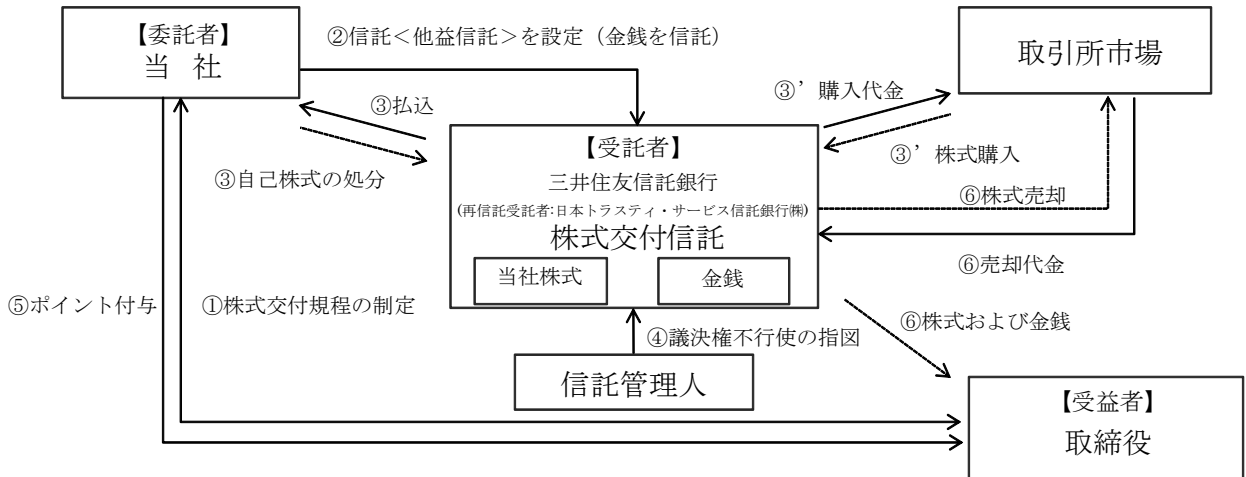 【委託者】
当 社
②信託<他益信託>を設定（金銭を信託）
取引所市場
③払込
③自己株式の処分
③’購入代金
③’株式購入
【受託者】
三井住友信託銀行
(再信託受託者:日本トラスティ・サービス信託銀行㈱)
株式交付信託
当社株式
金銭
⑥株式売却
⑥売却代金
⑤ポイント付与
①株式交付規程の制定
④議決権不行使の指図
⑥株式および金銭
信託管理人
【受益者】
取締役